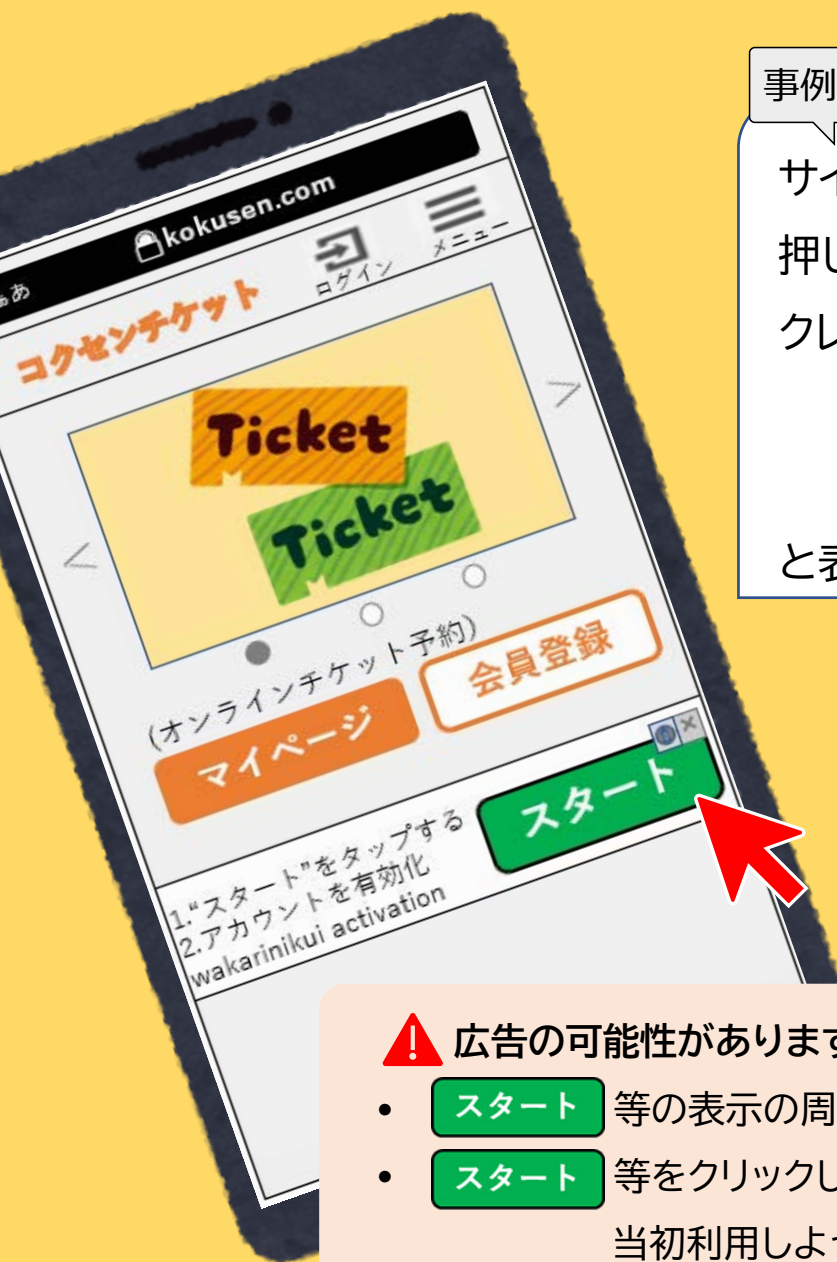 ああ
kokusen.com
コクセンチケット
ログイン
メニュー
Ticket
Ticket
(オンラインチケット予約)
マイページ
会員登録
1.“スタート”をタップする
2.アカウントを有効化
wakarinikui activation
スタート
事例
サイ
押し
クレ
と表
広告の可能性があります
• スタート 等の表示の周
• スタート 等をクリックし
当初利用しよ